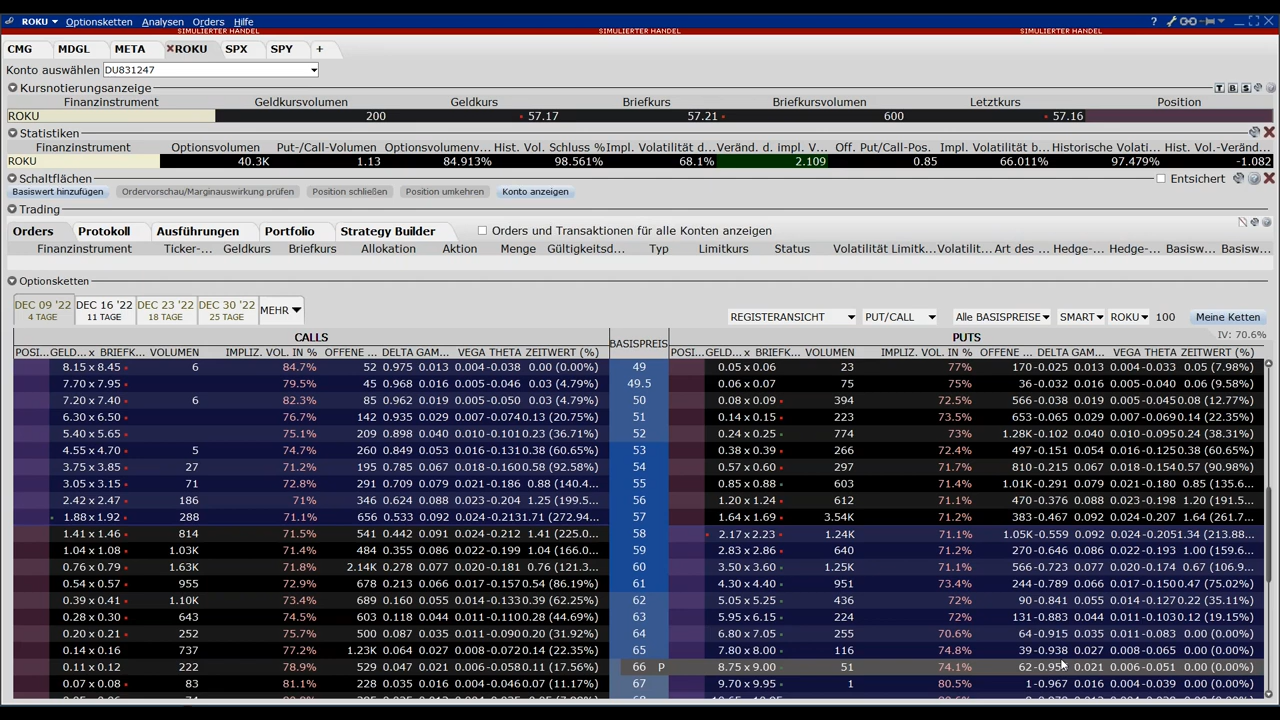 ROKU Optionsketten Analysen Orders Hilfe ?
SIMULIERTER HANDEL SIMULIERTER HANDEL SIMULIERTER HANDEL
CMG MDGL META ROKU SPX SPY +
Konto auswählen DU831247
Kursnotierungsanzeige T B S
Finanzinstrument Geldkursvolumen Geldkurs Briefkurs Briefkursvolumen Letztkurs Position
ROKU 200 57.17 57.21 600 57.16
Statistiken
Finanzinstrument Optionsvolumen Put-/Call-Volumen Optionsvolumenv... Hist. Vol. Schluss % Impl. Volatilität d... Veränd. d. impl. V... Off. Put/Call-Pos. Impl. Volatilität b... Historische Volati... Hist. Vol.-Veränd...
ROKU 40.3K 1.13 84.913% 98.561% 68.1% 2.109 0.85 66.011% 97.479% -1.082
Schaltflächen Entsichert
Basiswert hinzufügen Ordervorschau/Marginauswirkung prüfen Position schließen Position umkehren Konto anzeigen
Trading
Orders Protokoll Ausführungen Portfolio Strategy Builder Orders und Transaktionen für alle Konten anzeigen
Finanzinstrument Ticker-... Geldkurs Briefkurs Allokation Aktion Menge Gültigkeitsd... Typ Limitkurs Status Volatilität Limitk... Volatilit... Art des ... Hedge-... Hedge-... Basisw... Basisw...
Optionsketten
DEC 09 '22 DEC 16 '22 DEC 23 '22 DEC 30 '22 MEHR
4 TAGE 11 TAGE 18 TAGE 25 TAGE
REGISTERANSICHT PUT/CALL Alle BASISPREISE SMART ROKU 100 Meine Ketten
CALLS BASISPREIS PUTS IV: 70.6%
POSI... GELD... x BRIEFK... VOLUMEN IMPLIZ. VOL. IN % OFFENE ... DELTA GAM... VEGA THETA ZEITWERT (%) POSI... GELD... x BRIEFK... VOLUMEN IMPLIZ. VOL. IN % OFFENE ... DELTA GAM... VEGA THETA ZEITWERT (%)
8.15 x 8.45 6 84.7% 52 0.975 0.013 0.004 -0.038 0.00 (0.00%) 49 0.05 x 0.06 23 77% 170 -0.025 0.013 0.004 -0.033 0.05 (7.98%)
7.70 x 7.95 79.5% 45 0.968 0.016 0.005 -0.046 0.03 (4.79%) 49.5 0.06 x 0.07 75 75% 36 -0.032 0.016 0.005 -0.040 0.06 (9.58%)
7.20 x 7.40 6 82.3% 85 0.962 0.019 0.005 -0.050 0.03 (4.79%) 50 0.08 x 0.09 394 72.5% 566 -0.038 0.019 0.005 -0.045 0.08 (12.77%)
6.30 x 6.50 76.7% 142 0.935 0.029 0.007 -0.074 0.13 (20.75%) 51 0.14 x 0.15 223 73.5% 653 -0.065 0.029 0.007 -0.069 0.14 (22.35%)
5.40 x 5.65 75.1% 209 0.898 0.040 0.010 -0.101 0.23 (36.71%) 52 0.24 x 0.25 774 73% 1.28K -0.102 0.040 0.010 -0.095 0.24 (38.31%)
4.55 x 4.70 5 74.7% 260 0.849 0.053 0.016 -0.131 0.38 (60.65%) 53 0.38 x 0.39 266 72.4% 497 -0.151 0.053 0.016 -0.125 0.38 (60.65%)
3.75 x 3.85 27 71.2% 195 0.785 0.067 0.018 -0.160 0.58 (92.58%) 54 0.57 x 0.60 297 71.7% 810 -0.215 0.067 0.018 -0.154 0.57 (90.98%)
3.05 x 3.15 71 72.8% 291 0.709 0.079 0.021 -0.186 0.88 (140.4... 55 0.85 x 0.88 603 71.4% 1.01K -0.291 0.079 0.021 -0.180 0.85 (135.6...
2.42 x 2.47 186 71% 346 0.624 0.088 0.023 -0.204 1.25 (199.5... 56 1.20 x 1.24 612 71.2% 470 -0.376 0.088 0.023 -0.198 1.20 (191.5...
1.88 x 1.92 288 71.1% 656 0.533 0.092 0.024 -0.213 1.71 (272.94... 57 1.64 x 1.69 3.54K 71.2% 383 -0.467 0.092 0.024 -0.207 1.64 (261.7...
1.41 x 1.46 814 71.5% 541 0.442 0.091 0.024 -0.212 1.41 (225.0... 58 2.17 x 2.23 1.24K 71.1% 1.05K -0.559 0.092 0.024 -0.205 1.34 (213.88...
1.04 x 1.08 1.03K 71.4% 484 0.355 0.086 0.022 -0.199 1.04 (166.0... 59 2.83 x 2.86 640 71.1% 270 -0.646 0.086 0.022 -0.193 1.00 (159.6...
0.76 x 0.79 1.63K 71.8% 2.14K 0.278 0.077 0.020 -0.181 0.76 (121.3... 60 3.50 x 3.60 1.25K 71.1% 566 -0.723 0.076 0.020 -0.174 0.67 (106.9...
0.54 x 0.57 955 72.9% 678 0.213 0.066 0.017 -0.157 0.54 (86.19%) 61 4.30 x 4.40 951 73.4% 244 -0.789 0.066 0.017 -0.150 0.47 (75.02%)
0.39 x 0.41 1.10K 73.4% 689 0.160 0.055 0.014 -0.133 0.39 (62.25%) 62 5.05 x 5.25 436 72% 90 -0.841 0.055 0.014 -0.127 0.22 (35.11%)
0.28 x 0.30 643 74.5% 603 0.118 0.044 0.011 -0.110 0.28 (44.69%) 63 5.95 x 6.15 224 72% 131 -0.883 0.044 0.011 -0.103 0.12 (19.15%)
0.20 x 0.21 252 75.7% 500 0.087 0.035 0.011 -0.090 0.20 (31.92%) 64 6.80 x 7.05 255 70.6% 64 -0.915 0.035 0.011 -0.083 0.00 (0.00%)
0.14 x 0.16 737 77.2% 1.23K 0.064 0.028 0.008 -0.072 0.14 (22.35%) 65 7.80 x 8.00 116 74.8% 39 -0.938 0.027 0.008 -0.065 0.00 (0.00%)
0.11 x 0.12 222 78.9% 529 0.047 0.021 0.006 -0.058 0.11 (17.56%) 66 P 8.75 x 9.00 51 74.1% 62 0.021 0.006 -0.051 0.00 (0.00%)
0.07 x 0.08 83 81.1% 228 0.035 0.016 0.004 -0.046 0.07 (11.17%) 67 9.70 x 9.95 1 80.5% 1 -0.967 0.016 0.004 -0.039 0.00 (0.00%)